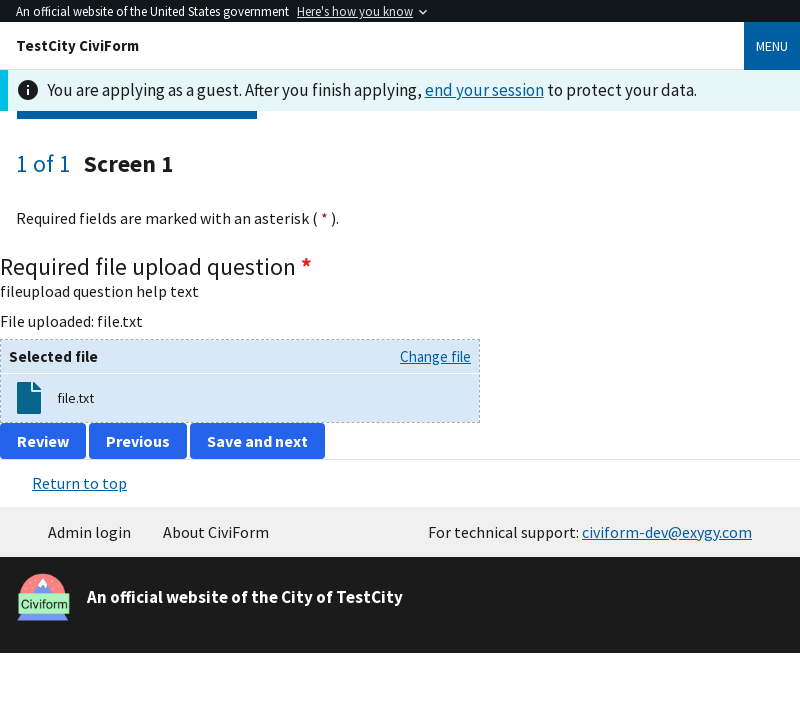 An official website of the United States government Here's how you know
TestCity CiviForm
MENU
You are applying as a guest. After you finish applying, end your session to protect your data.
1 of 1 Screen 1
Required fields are marked with an asterisk ( * ).
Required file upload question *
fileupload question help text
File uploaded: file.txt
Selected file Change file
file.txt
Review Previous Save and next
Return to top
Admin login About CiviForm For technical support: civiform-dev@exygy.com
Civiform
An official website of the City of TestCity